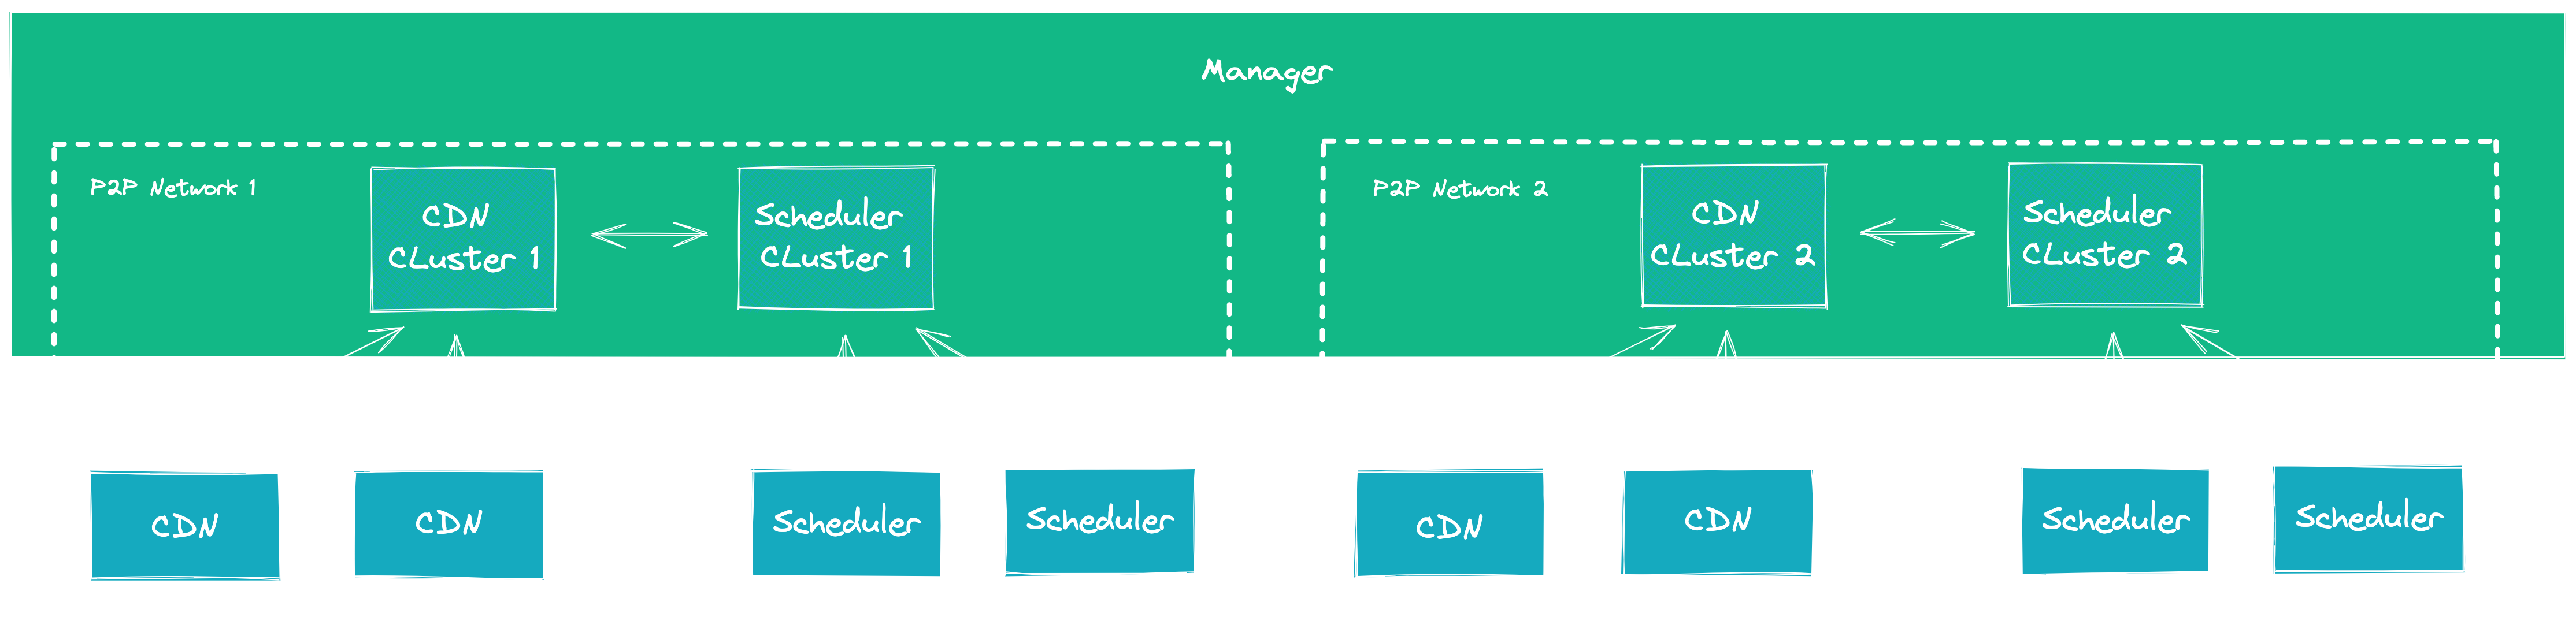 Manager
P2P Network 1
CDN
CLuster 1
Scheduler
CLuster 1
P2P Network 2
CDN
CLuster 2
Scheduler
CLuster 2
CDN
CDN
Scheduler
Scheduler
CDN
CDN
Scheduler
Scheduler